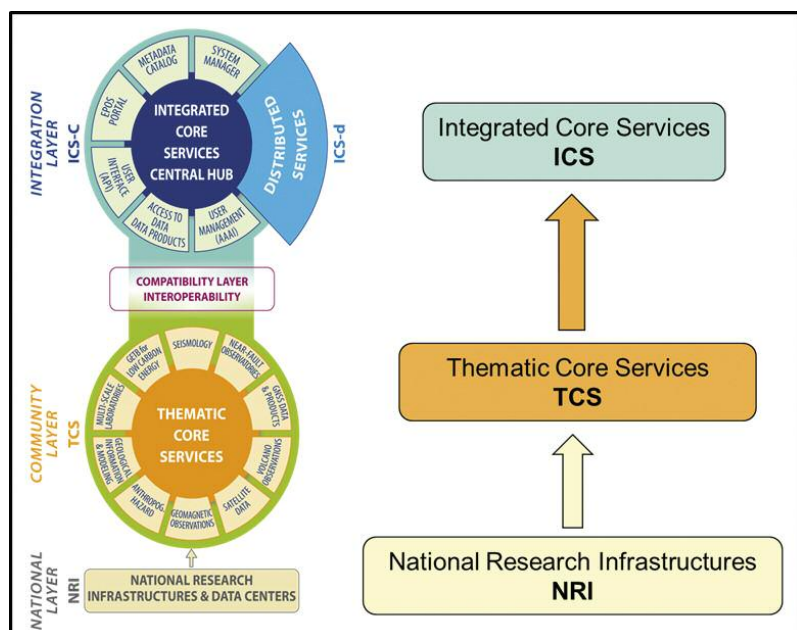 INTEGRATION
LAYER
ICS-C
METADATA
CATALOG
SYSTEM
MANAGER
EPOS
PORTAL
INTEGRATED
CORE
SERVICES
CENTRAL HUB
DISTRIBUTED
SERVICES
ICS-d
USER
INTERFACE
(API)
ACCESS TO
DATA
DATA PRODUCTS
USER
MANAGEMENT
(AAAI)
COMPATIBILITY LAYER
INTEROPERABILITY
COMMUNITY
LAYER
TCS
GETB for
LOW CARBON
ENERGY
SEISMOLOGY
NEAR-FAULT
OBSERVATORIES
MULTI-SCALE
LABORATORIES
GNSS DATA
& PRODUCTS
THEMATIC
CORE
SERVICES
GEOLOGICAL
INFORMATION
& MODELING
VOLCANO
OBSERVATIONS
ANTHROPOG.
HAZARD
GEOMAGNETIC
OBSERVATIONS
SATELLITE
DATA
NATIONAL
LAYER
NRI
NATIONAL RESEARCH
INFRASTRUCTURES & DATA CENTERS
Integrated Core Services
ICS
Thematic Core Services
TCS
National Research Infrastructures
NRI